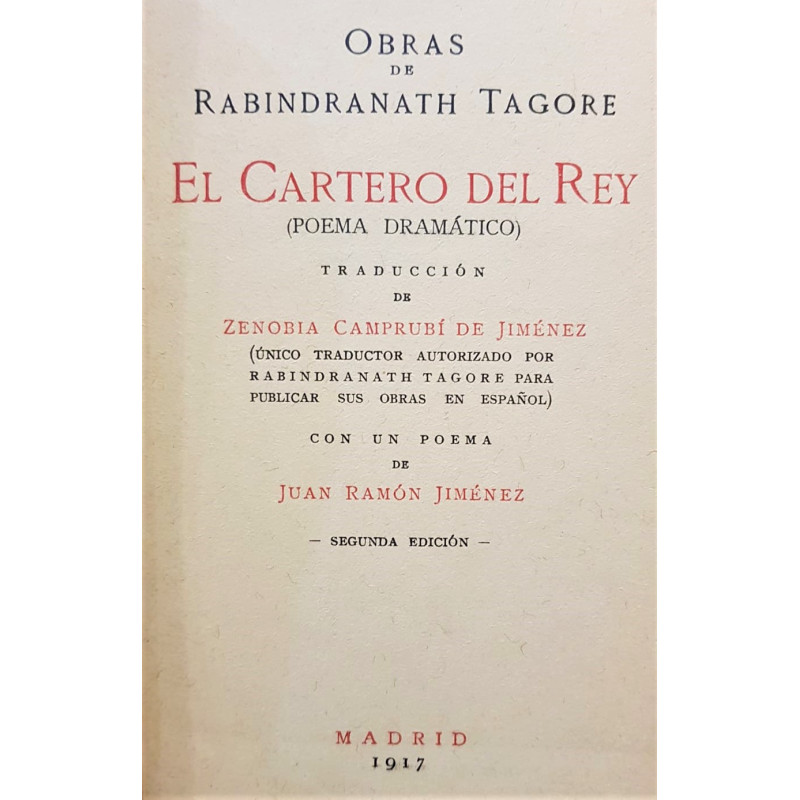 OBRAS
DE
RABINDRANATH TAGORE
EL CARTERO DEL REY
(POEMA DRAMÁTICO)
TRADUCCIÓN
DE
ZENOBIA CAMPRUBÍ DE JIMÉNEZ
(ÚNICO TRADUCTOR AUTORIZADO POR
RABINDRANATH TAGORE PARA
PUBLICAR SUS OBRAS EN ESPAÑOL)
CON UN POEMA
DE
JUAN RAMÓN JIMÉNEZ
— SEGUNDA EDICIÓN —
MADRID
1917